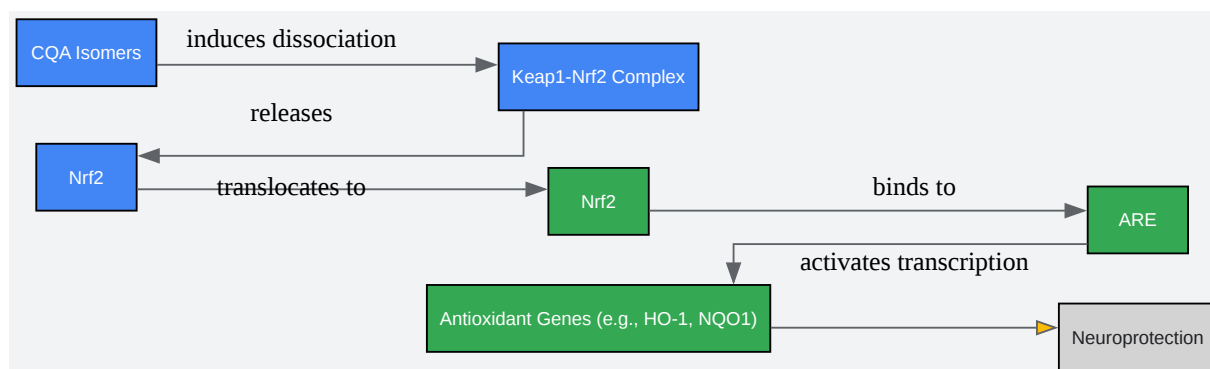 CQA Isomers
induces dissociation
Keap1-Nrf2 Complex
releases
Nrf2
translocates to
Nrf2
binds to
ARE
activates transcription
Antioxidant Genes (e.g., HO-1, NQO1)
Neuroprotection